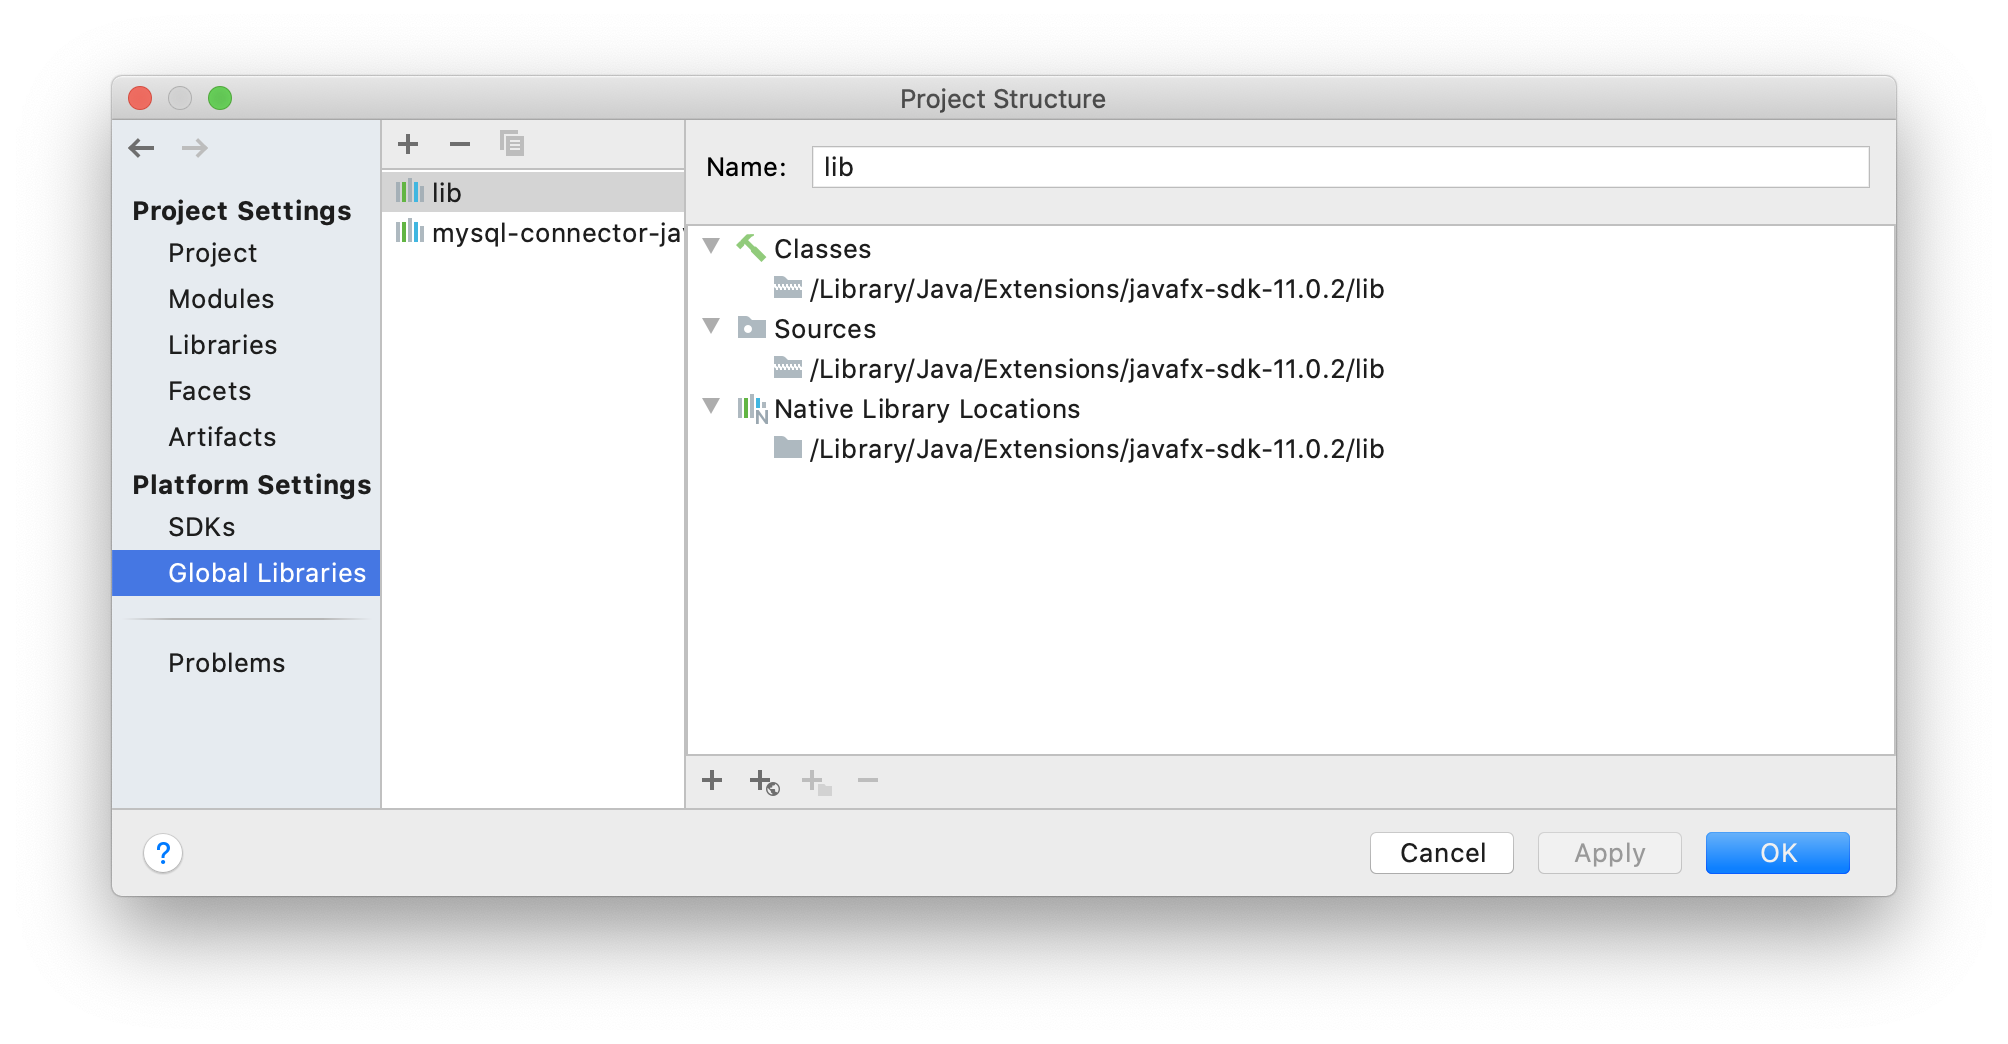 Project Structure
Project Settings
Project
Modules
Libraries
Facets
Artifacts
Platform Settings
SDKs
Global Libraries
Problems
lib
mysql-connector-ja
Name: lib
Classes
/Library/Java/Extensions/javafx-sdk-11.0.2/lib
Sources
/Library/Java/Extensions/javafx-sdk-11.0.2/lib
Native Library Locations
/Library/Java/Extensions/javafx-sdk-11.0.2/lib
?
Cancel Apply OK